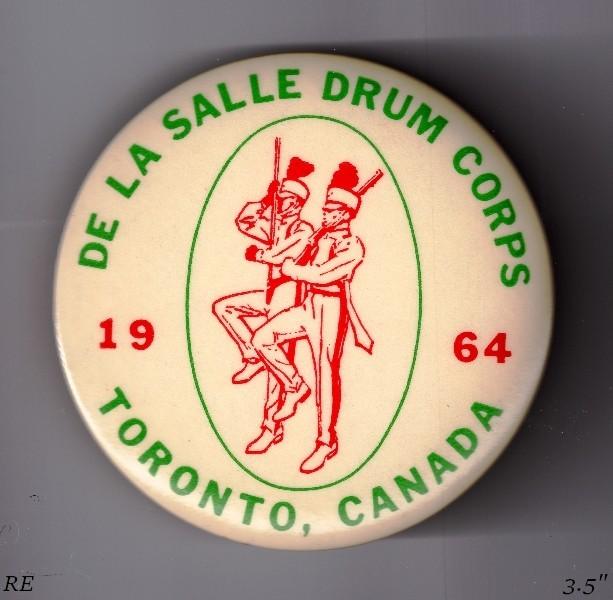 DE LA SALLE DRUM CORPS
19 64
TORONTO, CANADA
RE 3.5"